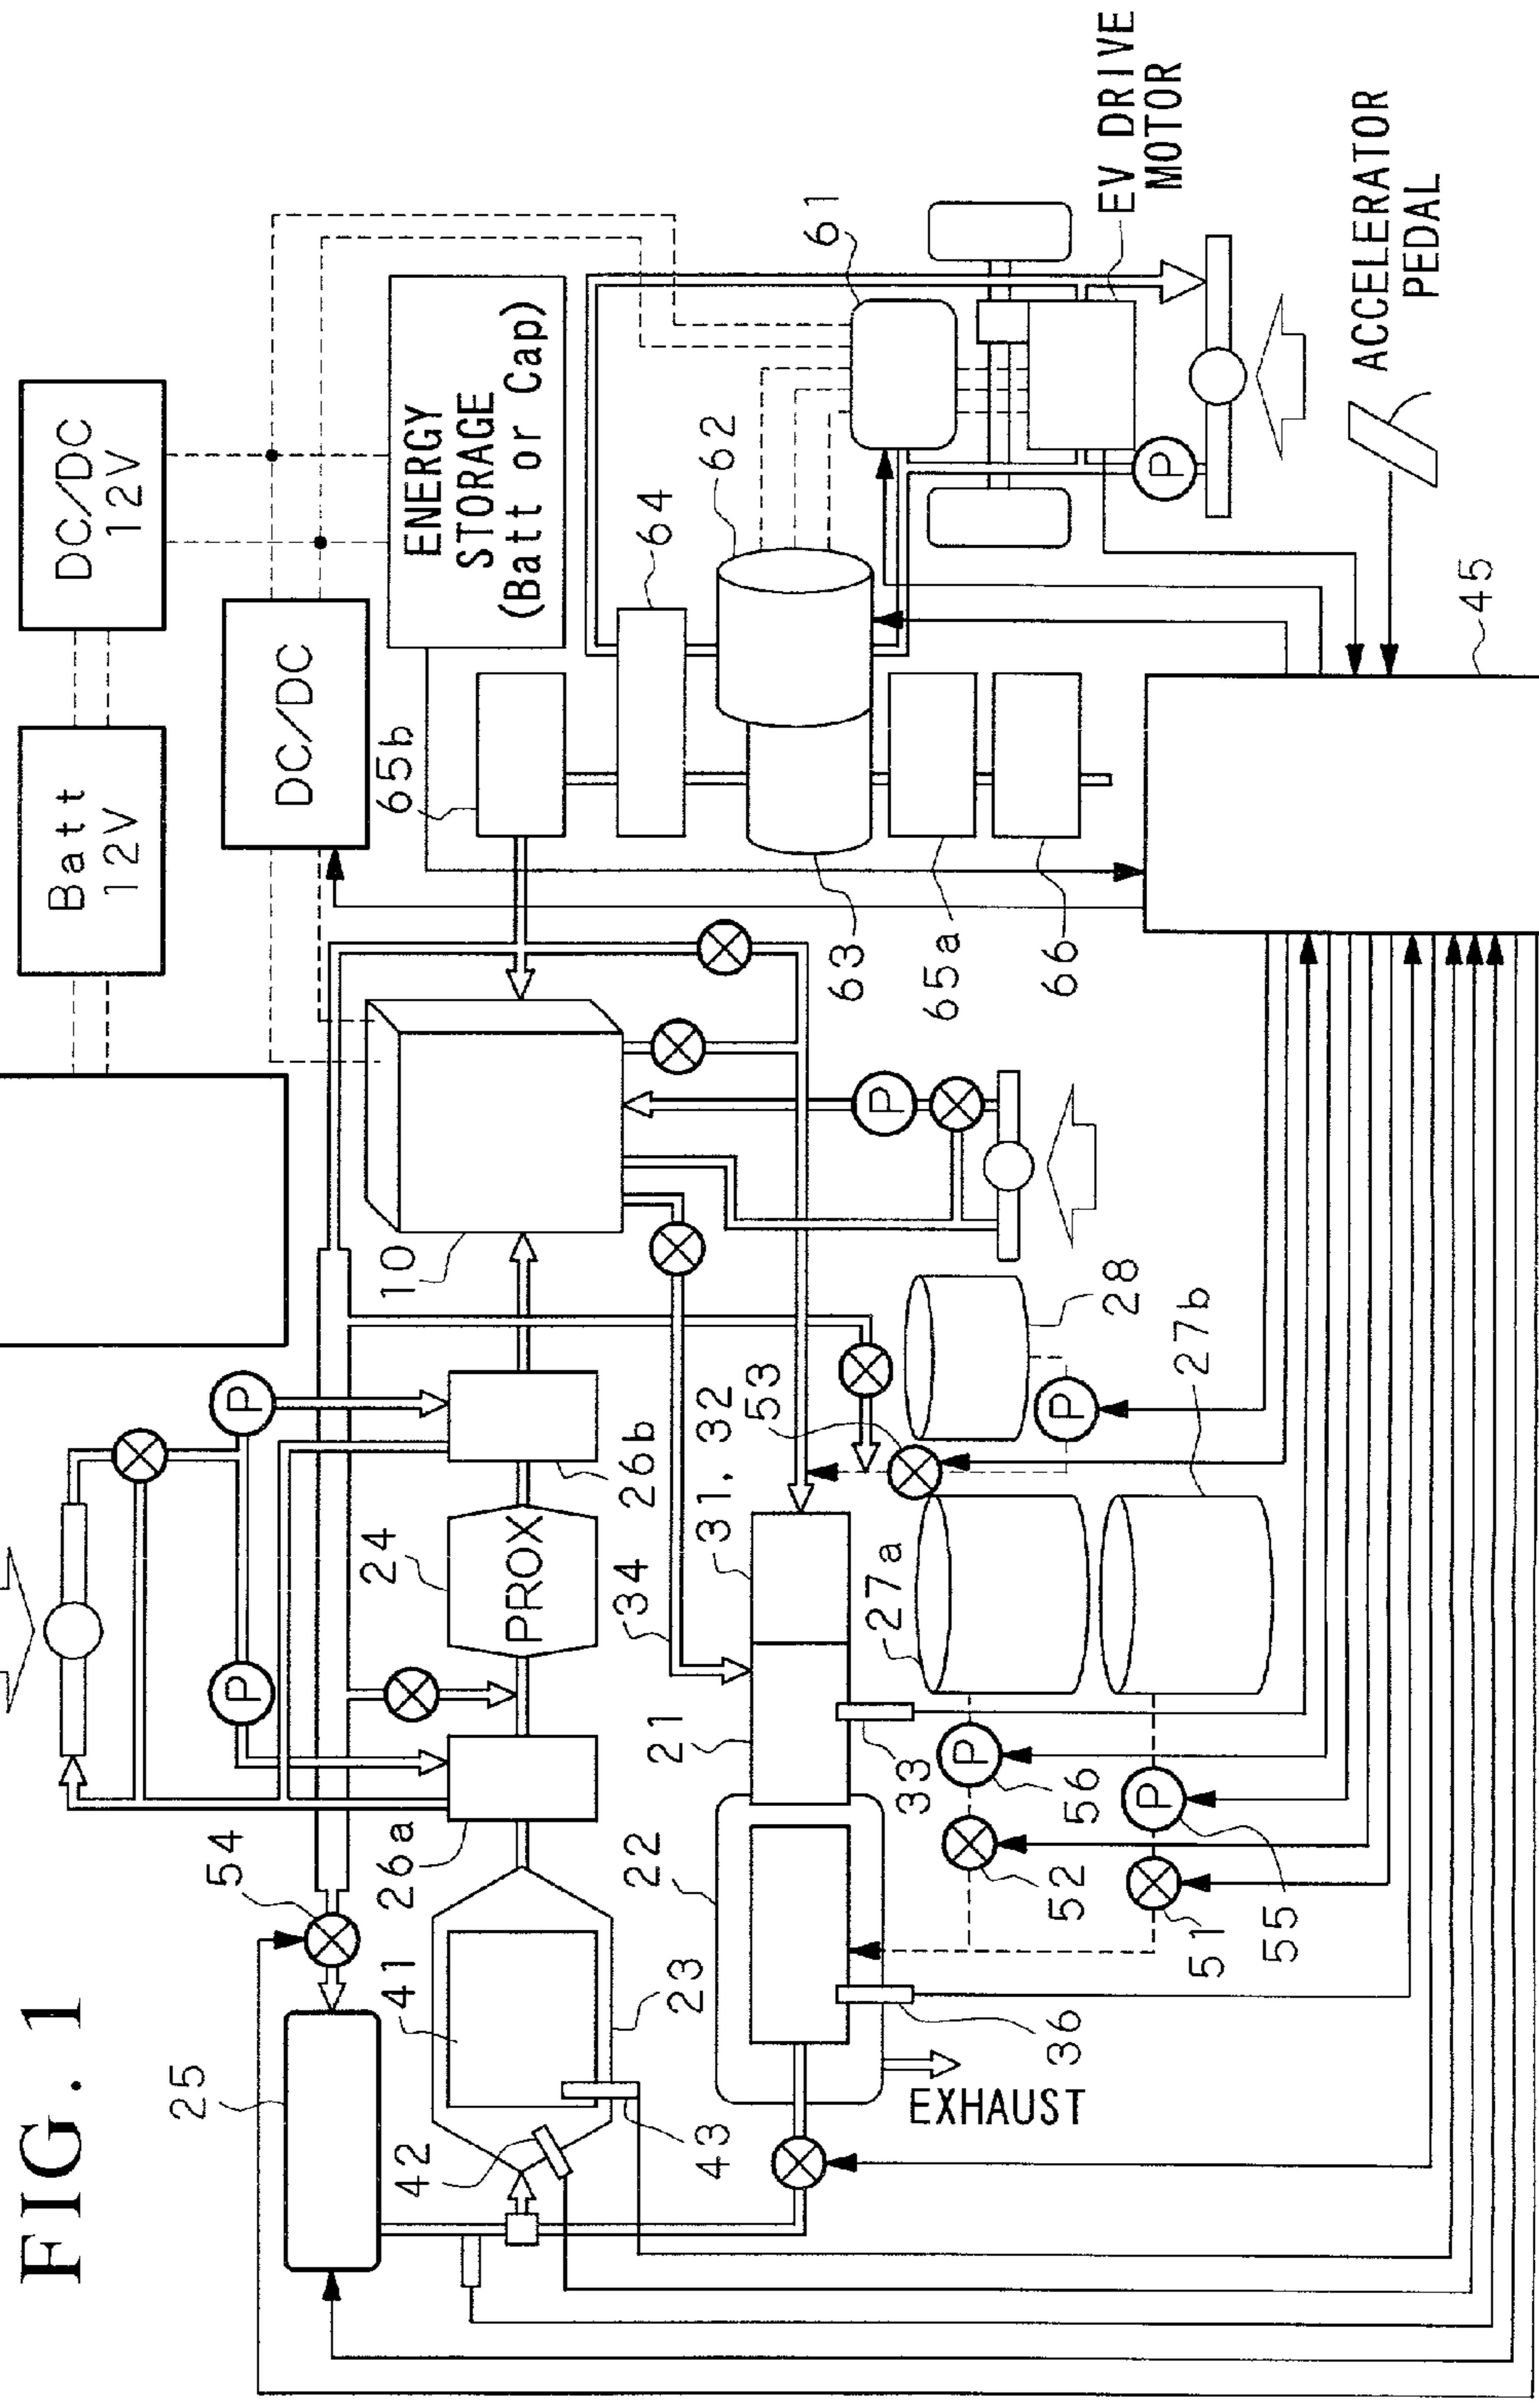 FIG. 1
Batt
12V
DC/DC
12V
DC/DC
ENERGY
STORAGE
(Batt or Cap)
25
54
41
42
43
23
26a
24
PROX
26b
10
65b
64
62
61
EV DRIVE
MOTOR
22
21
34
31, 32
53
63
65a
66
EXHAUST
36
33
27a
28
27b
56
52
51
55
45
ACCELERATOR
PEDAL
P
P
P
P
P
P
P